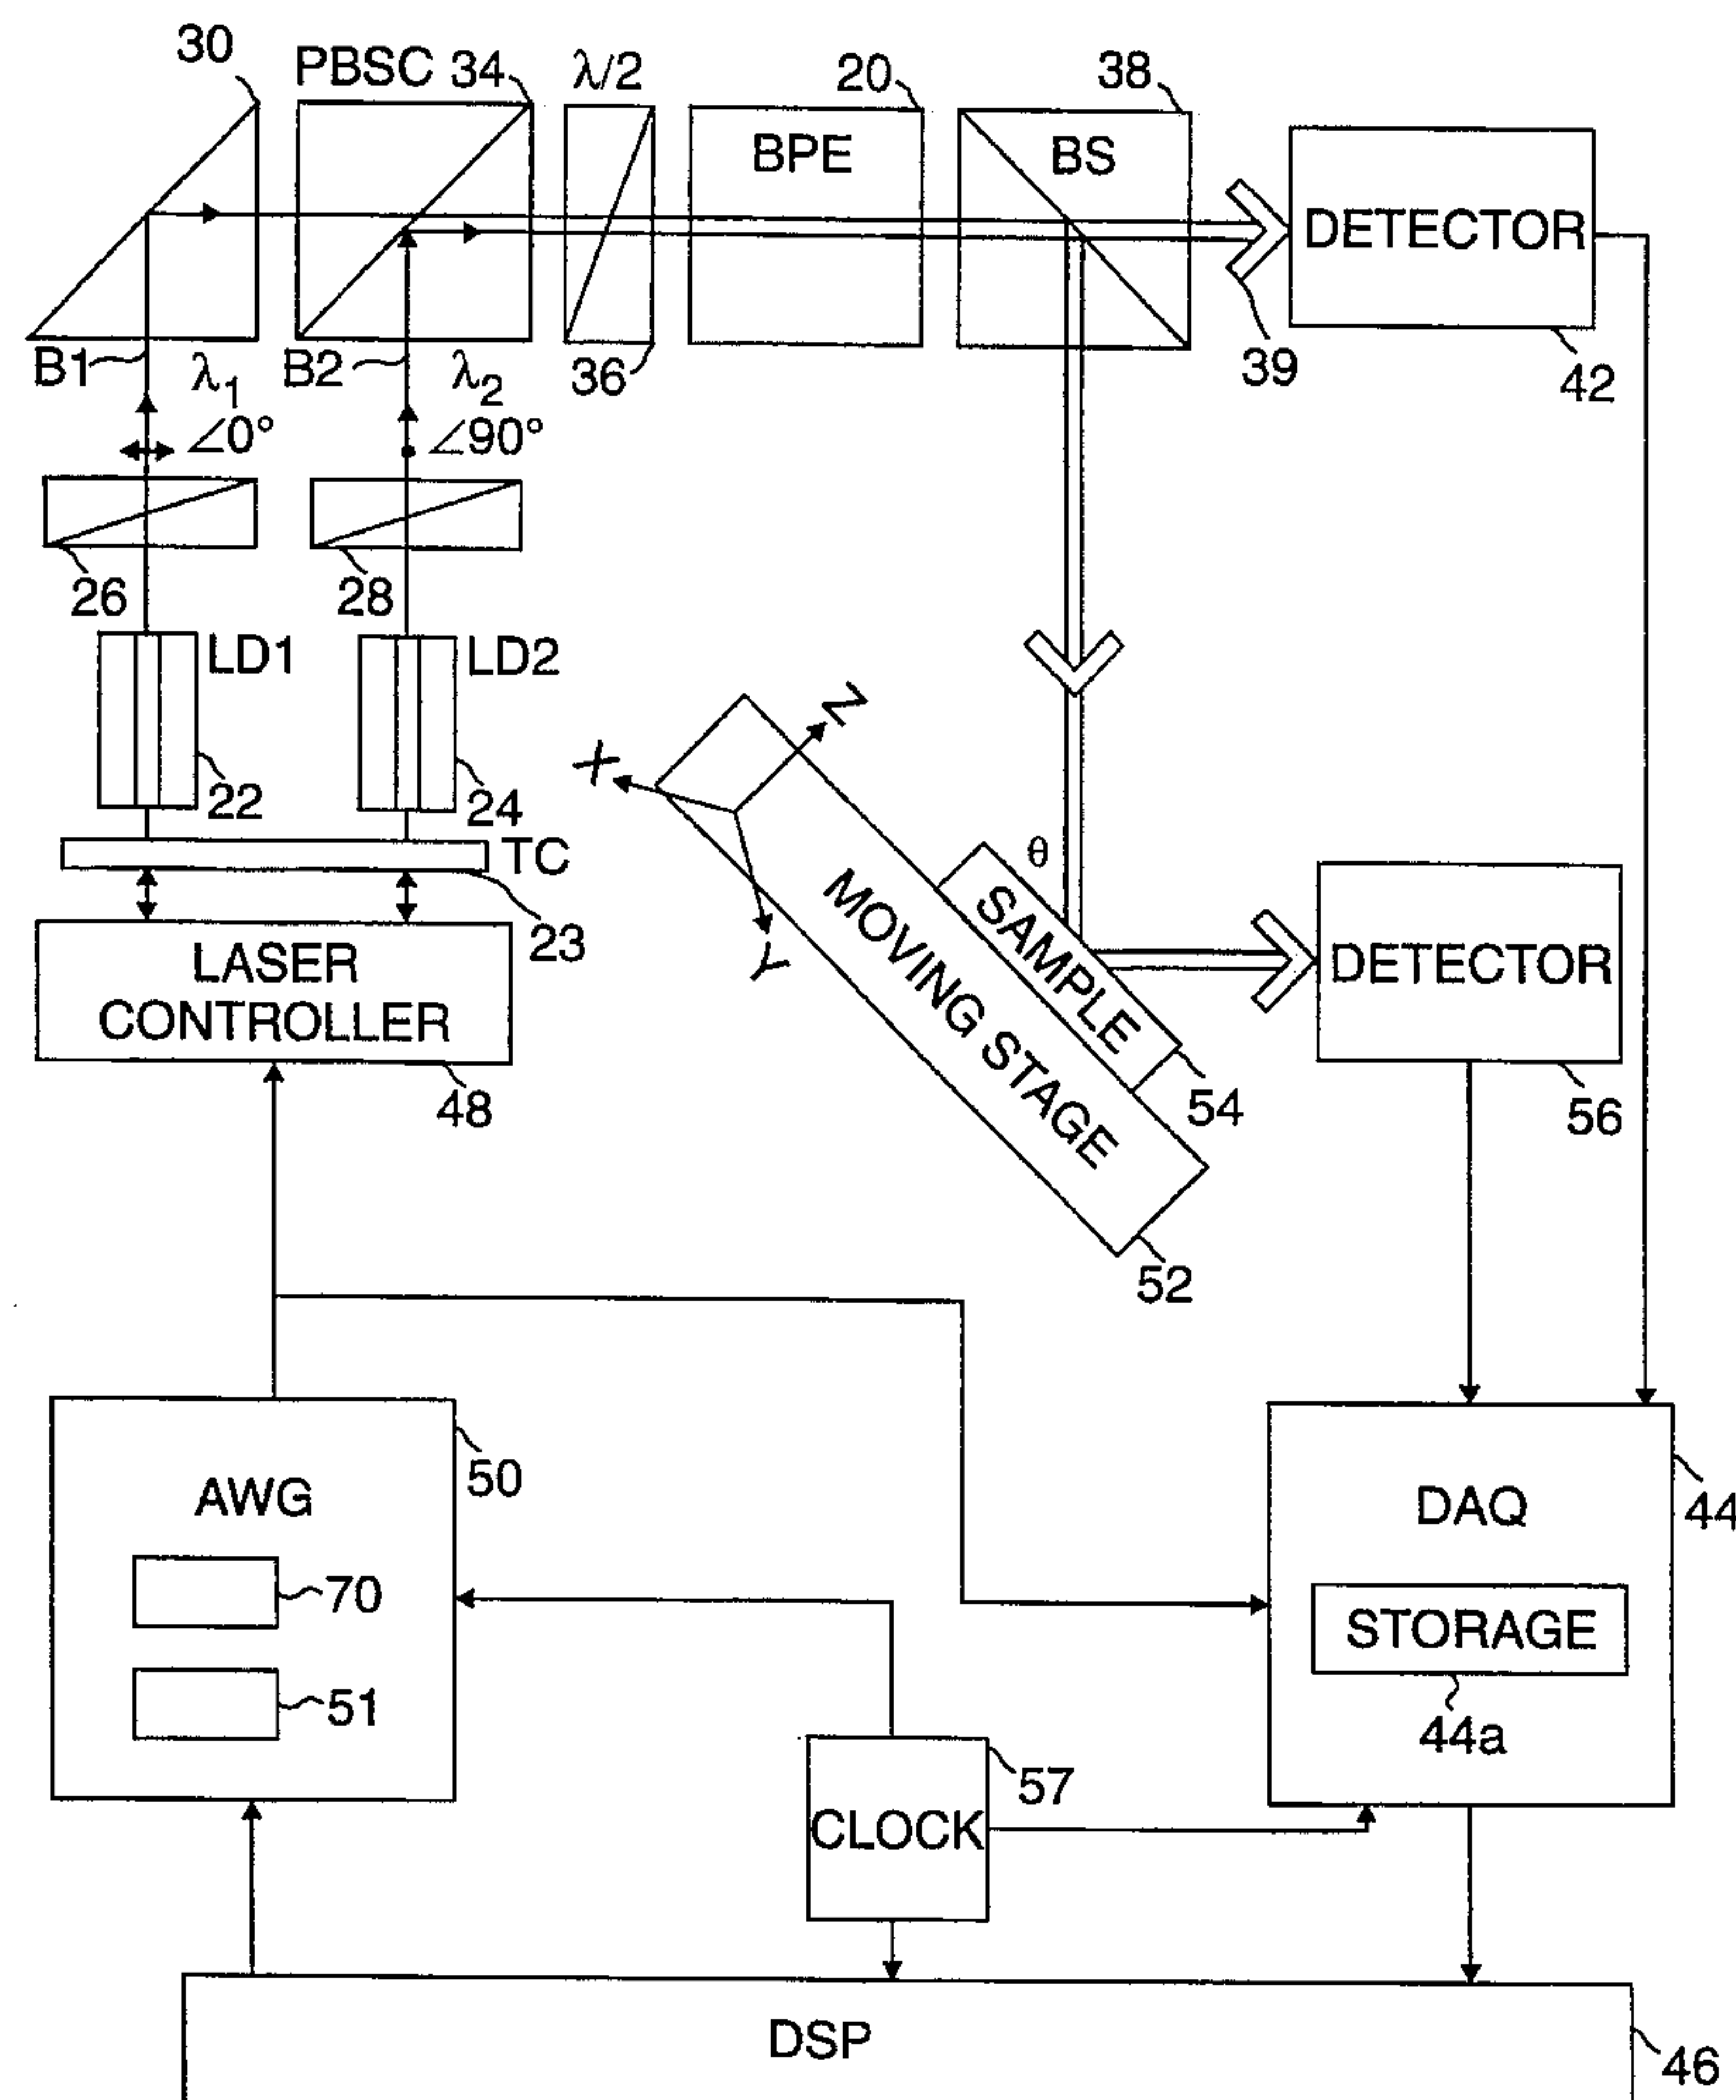 30
PBSC 34
λ/2
20
38
BPE
BS
DETECTOR
B1
λ1
B2
λ2
36
39
42
∠0°
∠90°
26
28
LD1
LD2
22
24
TC
23
LASER
CONTROLLER
48
X
Z
Y
θ
MOVING STAGE
SAMPLE
54
52
DETECTOR
56
AWG
50
70
51
DAQ
44
STORAGE
44a
57
CLOCK
DSP
46